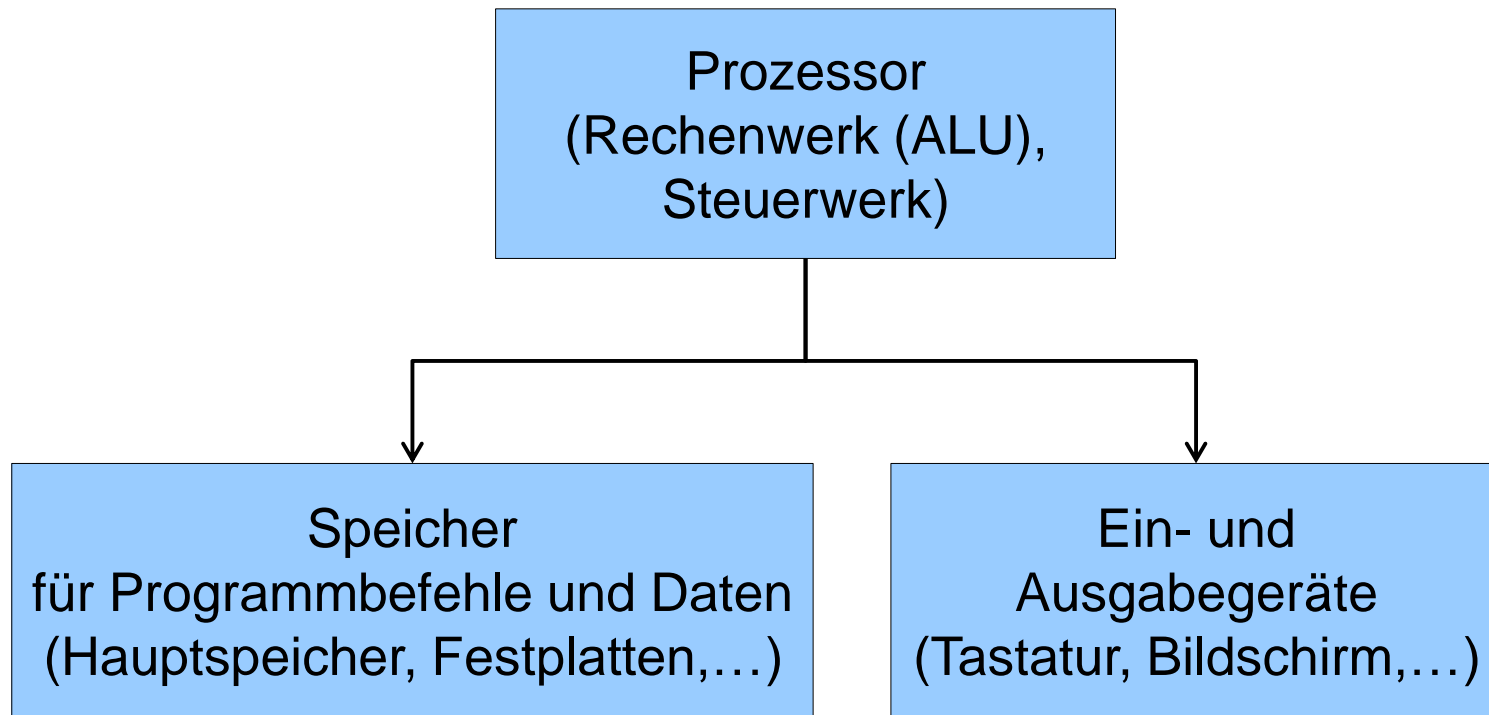 Prozessor
(Rechenwerk (ALU),
Steuerwerk)
Speicher
für Programmbefehle und Daten
(Hauptspeicher, Festplatten,…)
Ein- und
Ausgabegeräte
(Tastatur, Bildschirm,…)